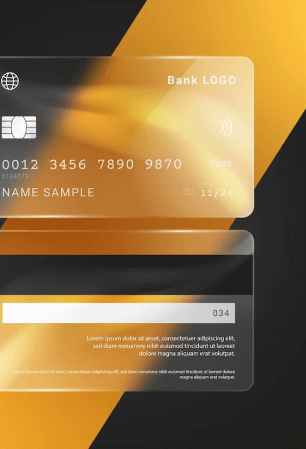 Bank LOGO
0012 3456 7890 9870
0124679
NAME SAMPLE
11/24
034
Lorem ipsum dolor sit amet, consectetuer adipiscing elit,
sed diam nonummy nibh euismod tincidunt ut laoreet dolore
magna aliquam erat volutpat.
Lorem ipsum dolor sit amet, consectetuer adipiscing elit, sed diam nonummy nibh euismod tincidunt ut laoreet dolore
magna aliquam erat volutpat.